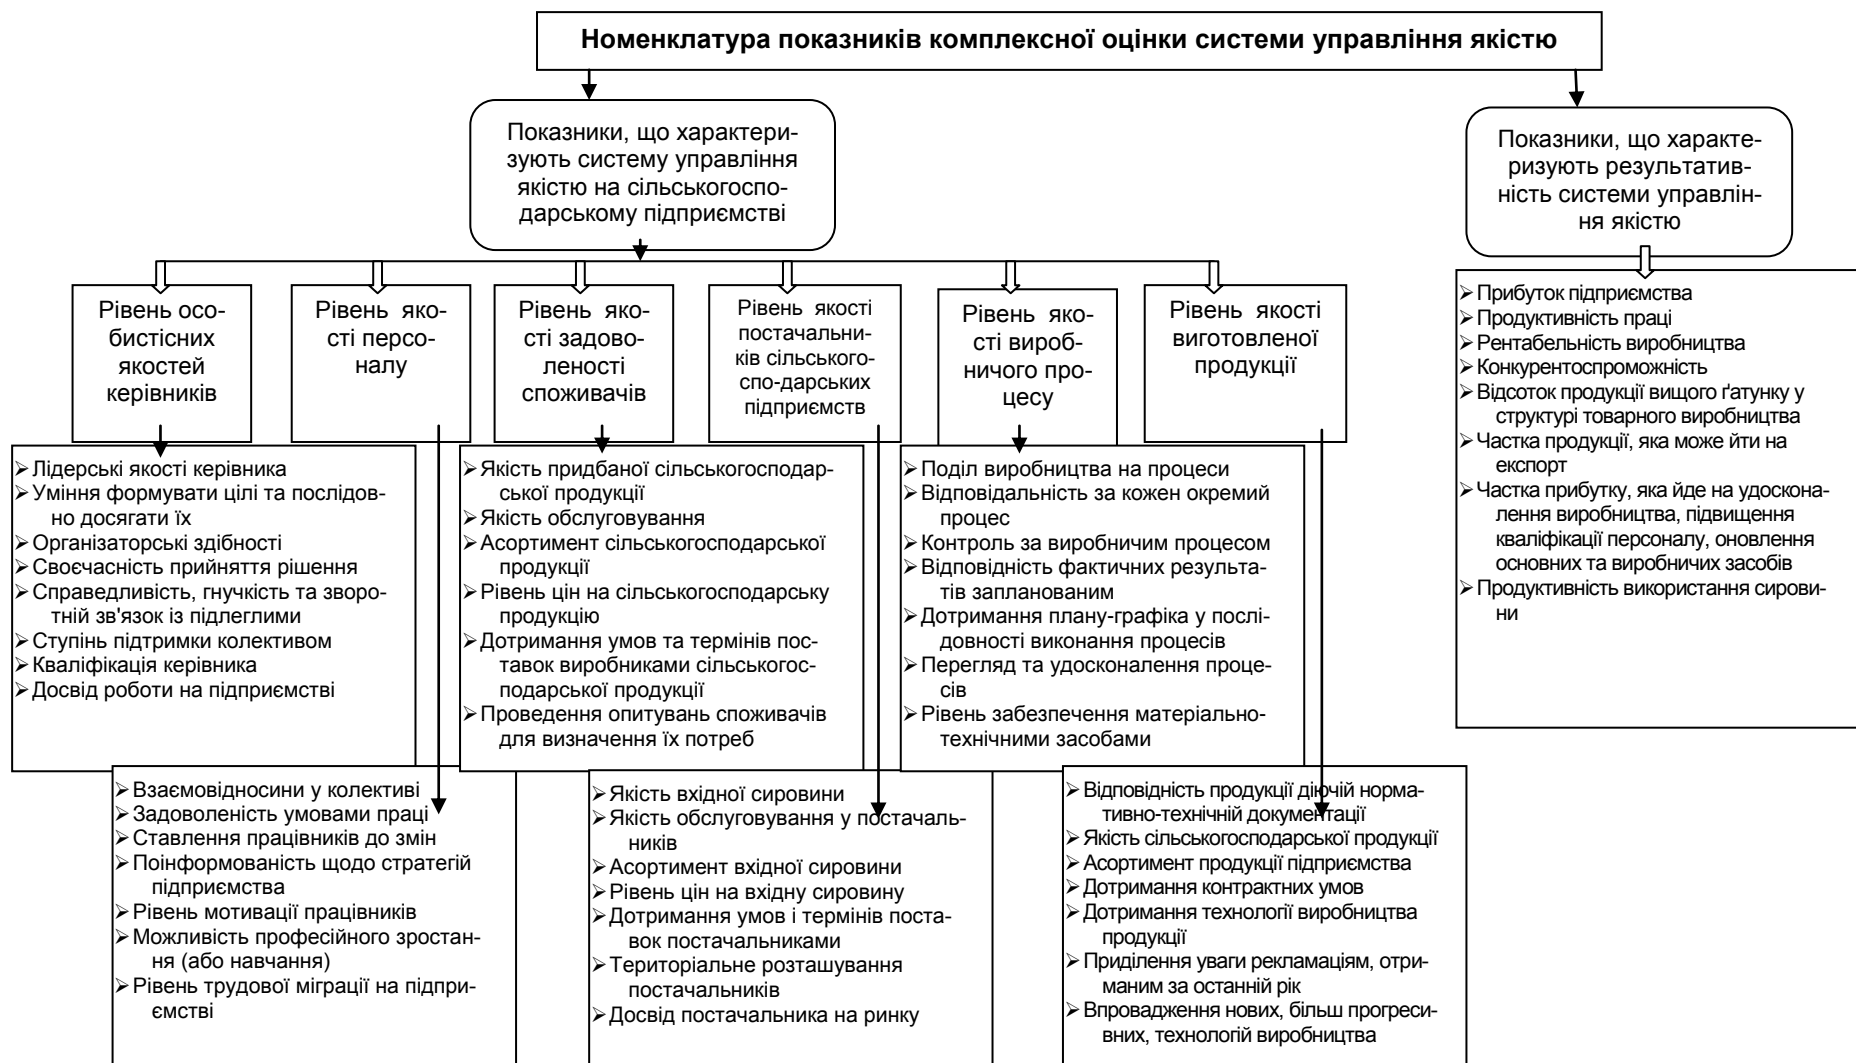 Номенклатура показників комплексної оцінки системи управління якістю
Показники, що характери-
зують систему управління
якістю на сільськогоспо-
дарському підприємстві
Показники, що характе-
ризують результатив-
ність системи управлін-
ня якістю
Рівень осо-
бистісних
якостей
керівників
Рівень яко-
сті персо-
налу
Рівень яко-
сті задово-
леності
споживачів
Рівень якості
постачальни-
ків сільського-
спо-дарських
підприємств
Рівень яко-
сті вироб-
ничого про-
цесу
Рівень якості
виготовленої
продукції
➢ Прибуток підприємства
➢ Продуктивність праці
➢ Рентабельність виробництва
➢ Конкурентоспроможність
➢ Відсоток продукції вищого ґатунку у
структурі товарного виробництва
➢ Частка продукції, яка може йти на
експорт
➢ Частка прибутку, яка йде на удоскона-
лення виробництва, підвищення
кваліфікації персоналу, оновлення
основних та виробничих засобів
➢ Продуктивність використання сирови-
ни
➢ Лідерські якості керівника
➢ Уміння формувати цілі та послідов-
но досягати їх
➢ Організаторські здібності
➢ Своєчасність прийняття рішення
➢ Справедливість, гнучкість та зворо-
тній зв'язок із підлеглими
➢ Ступінь підтримки колективом
➢ Кваліфікація керівника
➢ Досвід роботи на підприємстві
➢ Якість придбаної сільськогосподар-
ської продукції
➢ Якість обслуговування
➢ Асортимент сільськогосподарської
продукції
➢ Рівень цін на сільськогосподарську
продукцію
➢ Дотримання умов та термінів пос-
тавок виробниками сільськогос-
подарської продукції
➢ Проведення опитувань споживачів
для визначення їх потреб
➢ Поділ виробництва на процеси
➢ Відповідальність за кожен окремий
процес
➢ Контроль за виробничим процесом
➢ Відповідність фактичних результа-
тів запланованим
➢ Дотримання плану-графіка у послі-
довності виконання процесів
➢ Перегляд та удосконалення проце-
сів
➢ Рівень забезпечення матеріально-
технічними засобами
➢ Взаємовідносини у колективі
➢ Задоволеність умовами праці
➢ Ставлення працівників до змін
➢ Поінформованість щодо стратегій
підприємства
➢ Рівень мотивації працівників
➢ Можливість професійного зростан-
ня (або навчання)
➢ Рівень трудової міграції на підпри-
ємстві
➢ Якість вхідної сировини
➢ Якість обслуговування у постачаль-
ників
➢ Асортимент вхідної сировини
➢ Рівень цін на вхідну сировину
➢ Дотримання умов і термінів поста-
вок постачальниками
➢ Територіальне розташування
постачальників
➢ Досвід постачальника на ринку
➢ Відповідність продукції діючій норма-
тивно-технічній документації
➢ Якість сільськогосподарської продукції
➢ Асортимент продукції підприємства
➢ Дотримання контрактних умов
➢ Дотримання технології виробництва
продукції
➢ Приділення уваги рекламаціям, отри-
маним за останній рік
➢ Впровадження нових, більш прогреси-
вних, технологій виробництва